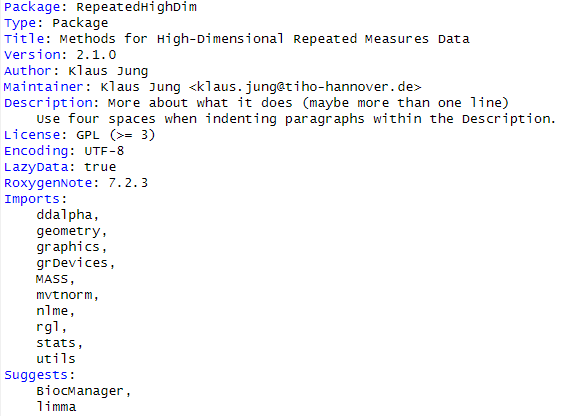 Package: RepeatedHighDim
Type: Package
Title: Methods for High-Dimensional Repeated Measures Data
Version: 2.1.0
Author: Klaus Jung
Maintainer: Klaus Jung <klaus.jung@tiho-hannover.de>
Description: More about what it does (maybe more than one line)
    Use four spaces when indenting paragraphs within the Description.
License: GPL (>= 3)
Encoding: UTF-8
LazyData: true
RoxygenNote: 7.2.3
Imports:
    ddalpha,
    geometry,
    graphics,
    grDevices,
    MASS,
    mvtnorm,
    nlme,
    rgl,
    stats,
    utils
Suggests:
    BiocManager,
    limma